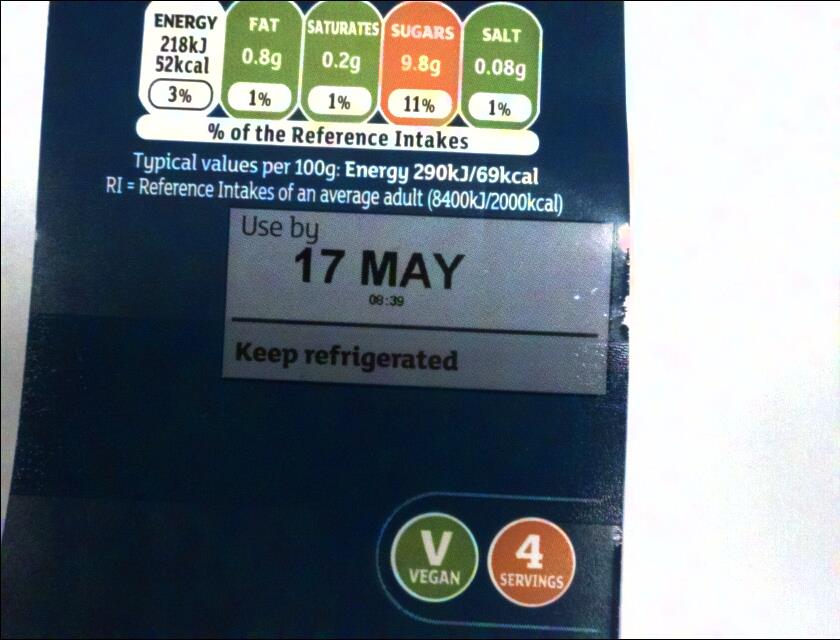 ENERGY
218kJ
52kcal
3%
FAT
0.8g
1%
SATURATES
0.2g
1%
SUGARS
9.8g
11%
SALT
0.08g
1%
% of the Reference Intakes
Typical values per 100g: Energy 290kJ/69kcal
RI = Reference Intakes of an average adult (8400kJ/2000kcal)
Use by
17 MAY
08:39
Keep refrigerated
V
VEGAN
4
SERVINGS